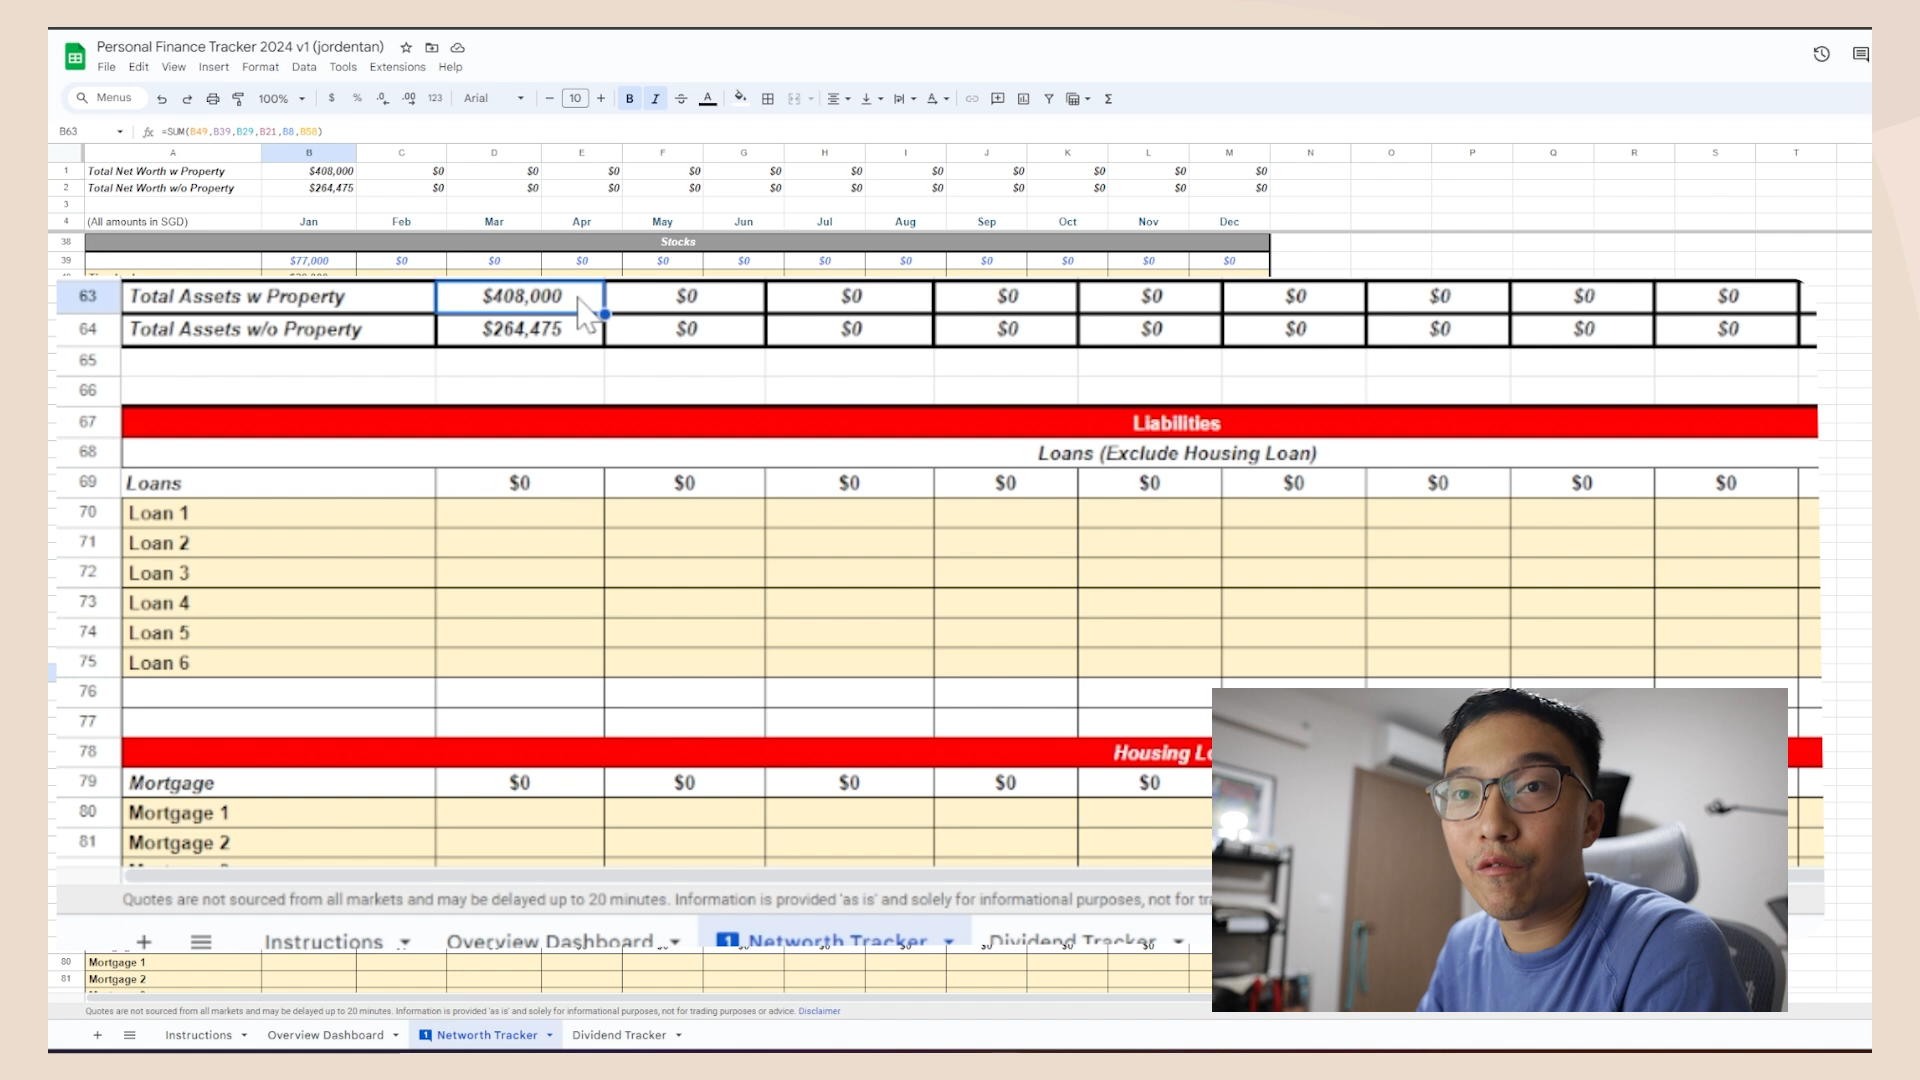 Personal Finance Tracker 2024 v1 (jordentan)
File Edit View Insert Format Data Tools Extensions Help
Menus 100% $ % .0 .00 123 Arial 10 B I A
B63 fx =SUM(B49,B39,B29,B21,B8,B58)
A B C D E F G H I J K L M N O P Q R S T
1 Total Net Worth w Property $408,000 $0 $0 $0 $0 $0 $0 $0 $0 $0 $0 $0
2 Total Net Worth w/o Property $264,475 $0 $0 $0 $0 $0 $0 $0 $0 $0 $0 $0
3
4 (All amounts in SGD) Jan Feb Mar Apr May Jun Jul Aug Sep Oct Nov Dec
38 Stocks
39 $77,000 $0 $0 $0 $0 $0 $0 $0 $0 $0 $0 $0
63 Total Assets w Property $408,000 $0 $0 $0 $0 $0 $0 $0 $0
64 Total Assets w/o Property $264,475 $0 $0 $0 $0 $0 $0 $0 $0
65
66
67 Liabilities
68 Loans (Exclude Housing Loan)
69 Loans $0 $0 $0 $0 $0 $0 $0 $0 $0
70 Loan 1
71 Loan 2
72 Loan 3
73 Loan 4
74 Loan 5
75 Loan 6
76
77
78 Housing Lo
79 Mortgage $0 $0 $0 $0 $0
80 Mortgage 1
81 Mortgage 2
Quotes are not sourced from all markets and may be delayed up to 20 minutes. Information is provided 'as is' and solely for informational purposes, not for tr
+ Instructions Overview Dashboard 1 Networth Tracker Dividend Tracker
80 Mortgage 1
81 Mortgage 2
Quotes are not sourced from all markets and may be delayed up to 20 minutes. Information is provided 'as is' and solely for informational purposes, not for trading purposes or advice. Disclaimer
+ Instructions Overview Dashboard 1 Networth Tracker Dividend Tracker